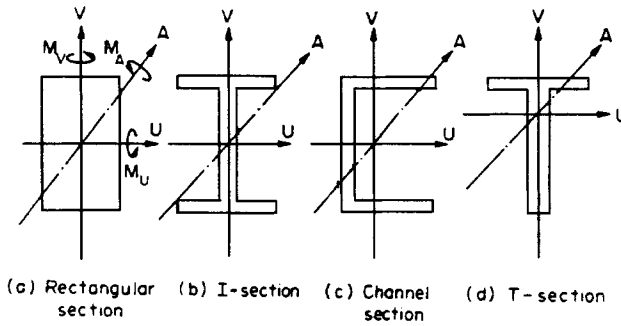 V V V V
M_V M_A A A A A
U U U U
M_U
(a) Rectangular section (b) I-section (c) Channel section (d) T-section